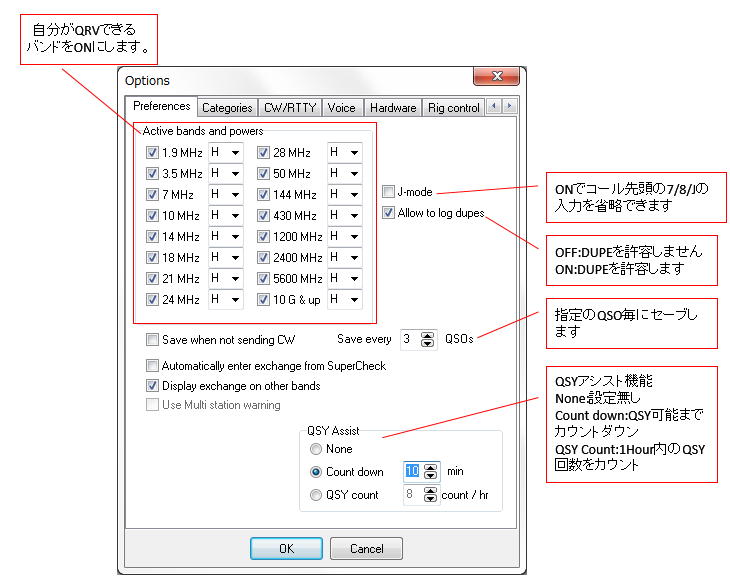 自分がQRVできる
バンドをONにします。
Options
Preferences Categories CW/RTTY Voice Hardware Rig control
Active bands and powers
1.9 MHz H 28 MHz H
3.5 MHz H 50 MHz H
7 MHz H 144 MHz H
10 MHz H 430 MHz H
14 MHz H 1200 MHz H
18 MHz H 2400 MHz H
21 MHz H 5600 MHz H
24 MHz H 10 G & up H
J-mode
Allow to log dupes
ONでコール先頭の7/8/Jの
入力を省略できます
OFF:DUPEを許容しません
ON:DUPEを許容します
Save when not sending CW Save every 3 QSOs
指定のQSO毎にセーブし
ます
Automatically enter exchange from SuperCheck
Display exchange on other bands
Use Multi station warning
QSY Assist
None
Count down 10 min
QSY count 8 count / hr
QSYアシスト機能
None:設定無し
Count down:QSY可能まで
カウントダウン
QSY Count:1Hour内のQSY
回数をカウント
OK Cancel